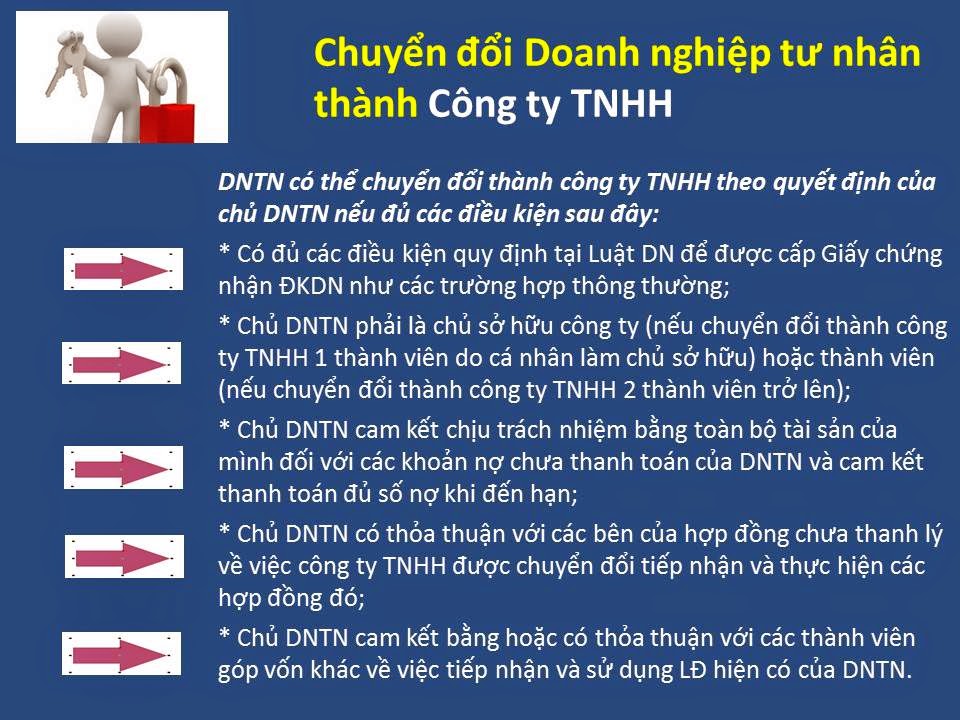 Chuyển đổi Doanh nghiệp tư nhân
thành Công ty TNHH
DNTN có thể chuyển đổi thành công ty TNHH theo quyết định của
chủ DNTN nếu đủ các điều kiện sau đây:
* Có đủ các điều kiện quy định tại Luật DN để được cấp Giấy chứng
nhận ĐKDN như các trường hợp thông thường;
* Chủ DNTN phải là chủ sở hữu công ty (nếu chuyển đổi thành công
ty TNHH 1 thành viên do cá nhân làm chủ sở hữu) hoặc thành viên
(nếu chuyển đổi thành công ty TNHH 2 thành viên trở lên);
* Chủ DNTN cam kết chịu trách nhiệm bằng toàn bộ tài sản của
mình đối với các khoản nợ chưa thanh toán của DNTN và cam kết
thanh toán đủ số nợ khi đến hạn;
* Chủ DNTN có thỏa thuận với các bên của hợp đồng chưa thanh lý
về việc công ty TNHH được chuyển đổi tiếp nhận và thực hiện các
hợp đồng đó;
* Chủ DNTN cam kết bằng hoặc có thỏa thuận với các thành viên
góp vốn khác về việc tiếp nhận và sử dụng LĐ hiện có của DNTN.